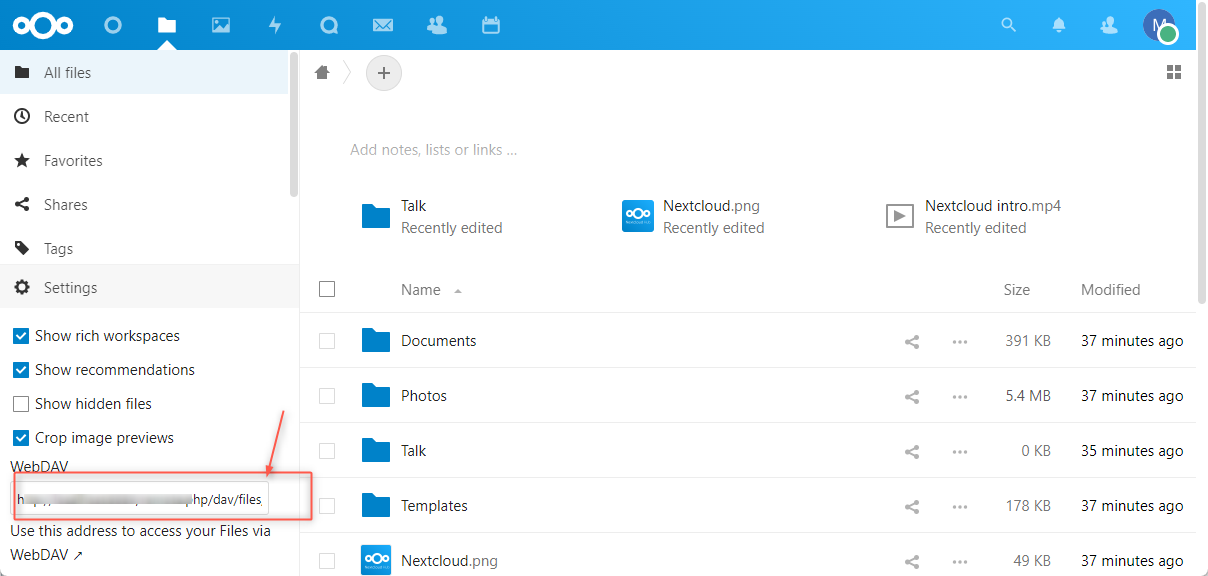 M
All files
Recent
Favorites
Shares
Tags
Settings
Show rich workspaces
Show recommendations
Show hidden files
Crop image previews
WebDAV
hp/dav/files
Use this address to access your Files via
WebDAV ↗
Add notes, lists or links ...
Talk
Recently edited
Nextcloud.png
Recently edited
Nextcloud intro.mp4
Recently edited
Name Size Modified
Documents 391 KB 37 minutes ago
Photos 5.4 MB 37 minutes ago
Talk 0 KB 35 minutes ago
Templates 178 KB 37 minutes ago
Nextcloud.png 49 KB 37 minutes ago